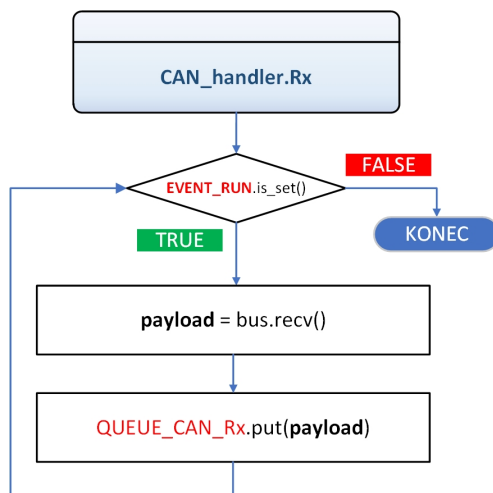 CAN_handler.Rx
EVENT_RUN.is_set()
FALSE
TRUE
KONEC
payload = bus.recv()
QUEUE_CAN_Rx.put(payload)